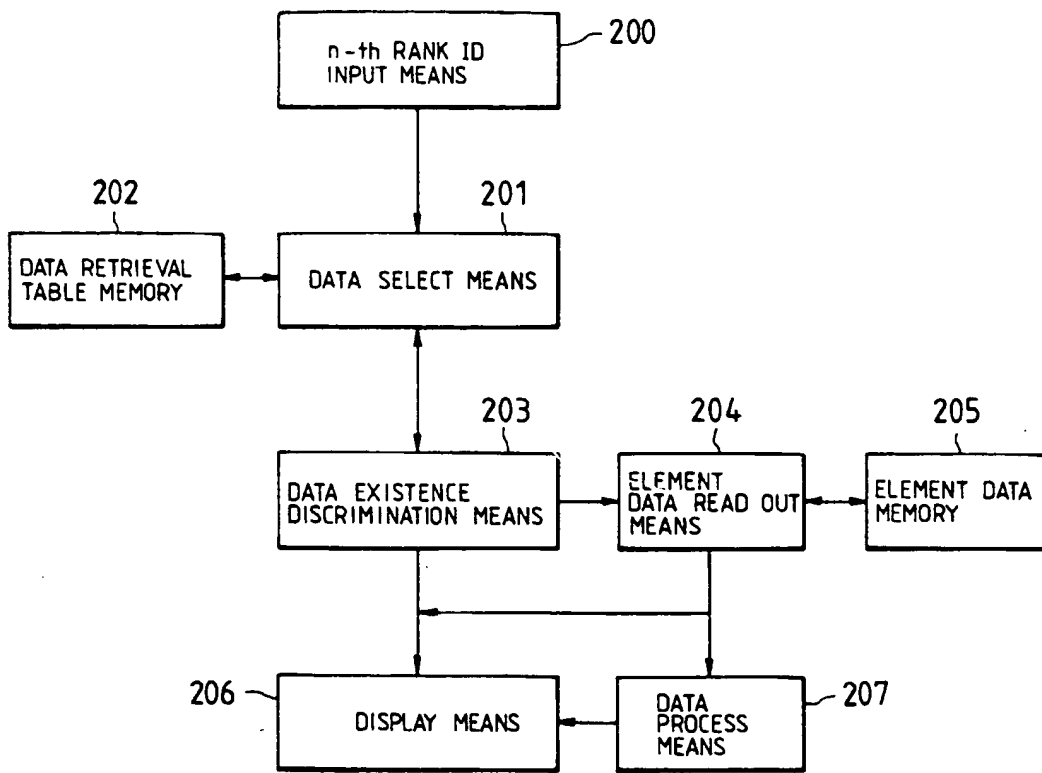 n-th RANK ID
INPUT MEANS
200
202
201
DATA RETRIEVAL
TABLE MEMORY
DATA SELECT MEANS
203
204
205
DATA EXISTENCE
DISCRIMINATION MEANS
ELEMENT
DATA READ OUT
MEANS
ELEMENT DATA
MEMORY
206
DISPLAY MEANS
DATA
PROCESS
MEANS
207